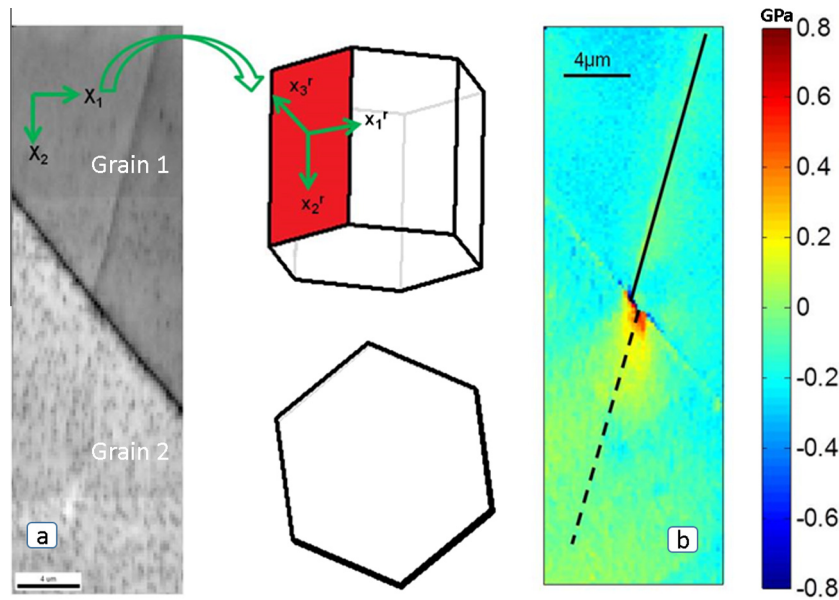 X₁
X₂
Grain 1
Grain 2
a
4 um
x₃ʳ
x₁ʳ
x₂ʳ
4µm
b
GPa
0.8
0.6
0.4
0.2
0
-0.2
-0.4
-0.6
-0.8